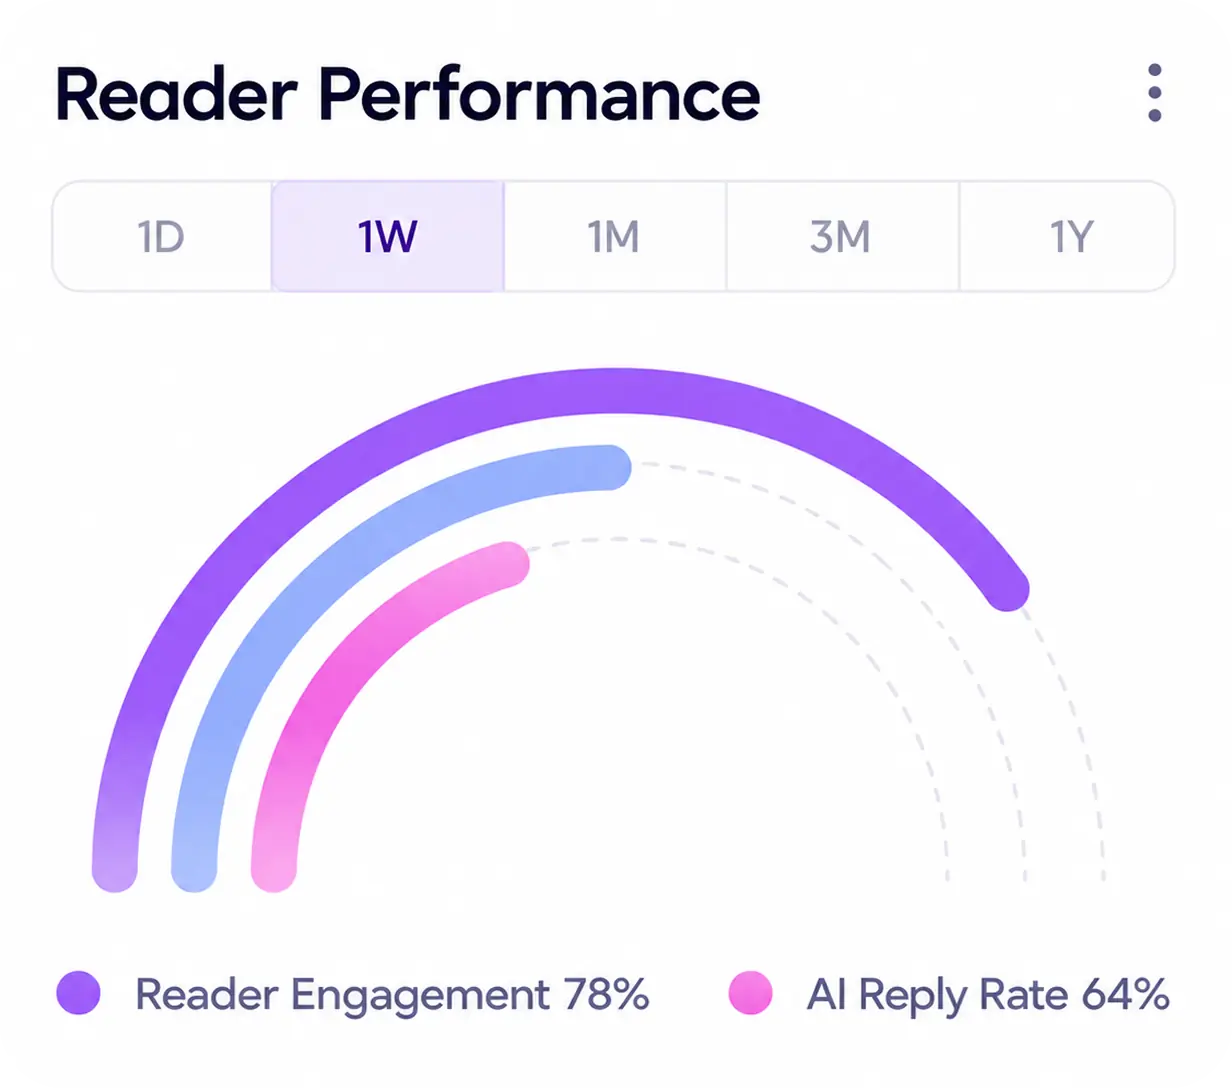 Reader Performance
1D 1W 1M 3M 1Y
Reader Engagement 78% AI Reply Rate 64%